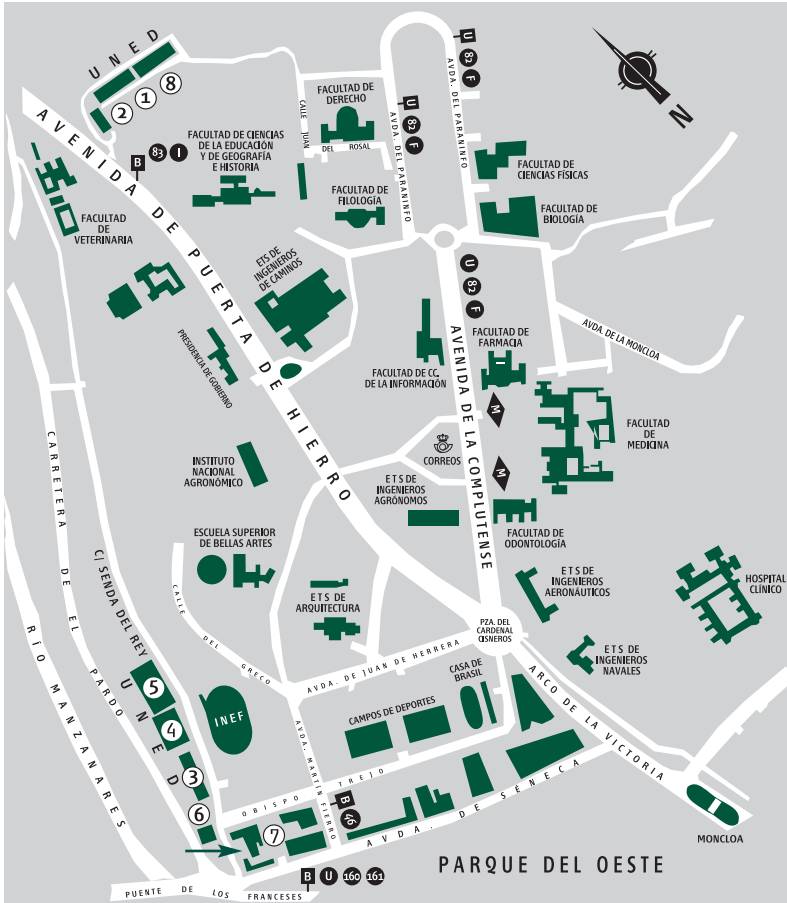 UNED
2
1
8
AVENIDA DE PUERTA DE HIERRO
B
83
I
FACULTAD DE CIENCIAS
DE LA EDUCACIÓN
Y DE GEOGRAFÍA
E HISTORIA
CALLE JUAN
DEL ROSAL
FACULTAD DE
DERECHO
U
82
F
AVDA. DEL PARANINFO
U
82
F
AVDA. DEL PARANINFO
N
FACULTAD DE
CIENCIAS FÍSICAS
FACULTAD DE
BIOLOGÍA
FACULTAD DE
FILOLOGÍA
FACULTAD
DE
VETERINARIA
ETS DE
INGENIEROS
DE CAMINOS
PRESIDENCIA DE GOBIERNO
U
82
F
AVENIDA DE LA COMPLUTENSE
FACULTAD DE
FARMACIA
AVDA. DE LA MONCLOA
FACULTAD DE CC.
DE LA INFORMACIÓN
M
FACULTAD
DE
MEDICINA
CORREOS
M
INSTITUTO
NACIONAL
AGRONÓMICO
E T S DE
INGENIEROS
AGRÓNOMOS
FACULTAD DE
ODONTOLOGÍA
ESCUELA SUPERIOR
DE BELLAS ARTES
CARRETERA DE EL PARDO
C/ SENDA DEL REY
RÍO MANZANARES
CALLE DEL GRECO
E T S DE
ARQUITECTURA
E T S DE
INGENIEROS
AERONÁUTICOS
HOSPITAL
CLÍNICO
PZA. DEL
CARDENAL
CISNEROS
E T S DE
INGENIEROS
NAVALES
AVDA. DE JUAN DE HERRERA
CASA DE
BRASIL
ARCO DE LA VICTORIA
UNED
5
4
3
6
INEF
CAMPOS DE DEPORTES
AVDA. MARTÍN FIERRO
OBISPO TREJO
B
46
7
AVDA. DE SÉNECA
MONCLOA
PARQUE DEL OESTE
B
U
160
161
PUENTE DE LOS FRANCESES